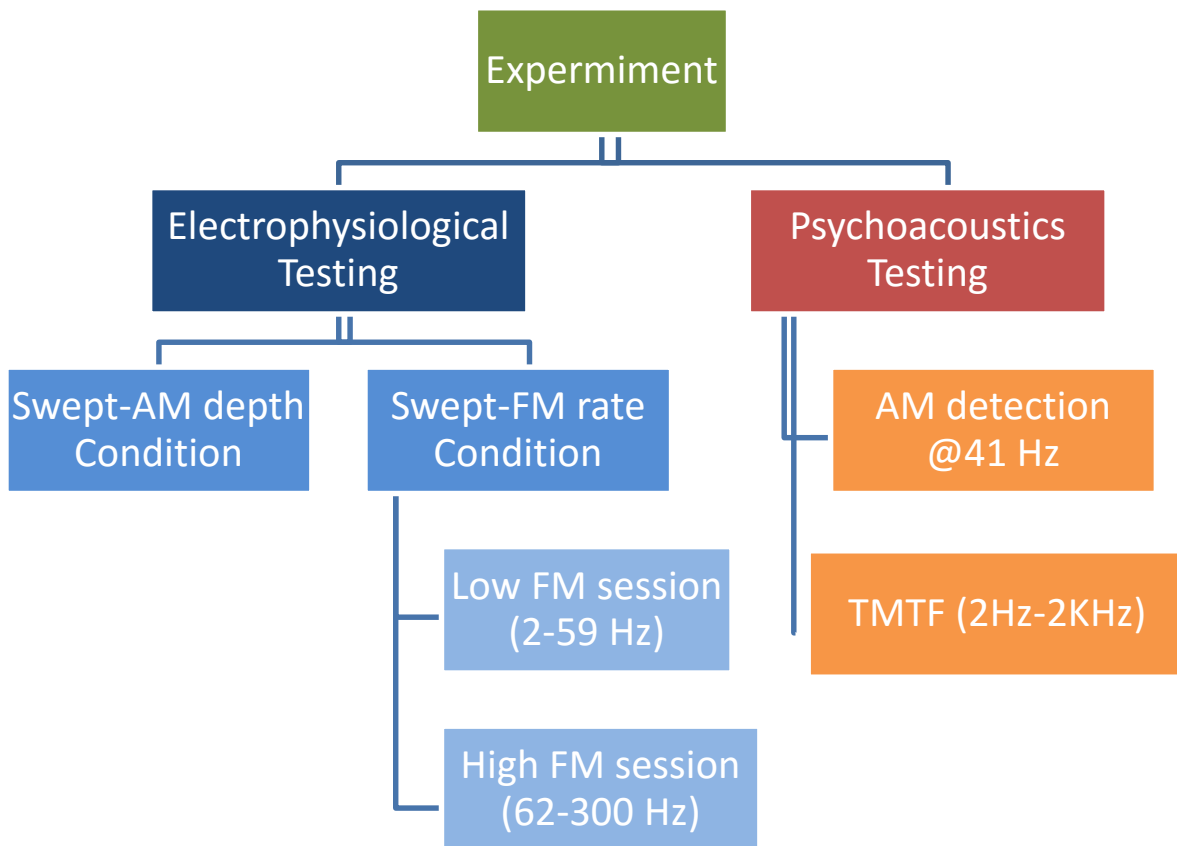 Expermiment
Electrophysiological
Testing
Psychoacoustics
Testing
Swept-AM depth
Condition
Swept-FM rate
Condition
AM detection
@41 Hz
Low FM session
(2-59 Hz)
TMTF (2Hz-2KHz)
High FM session
(62-300 Hz)